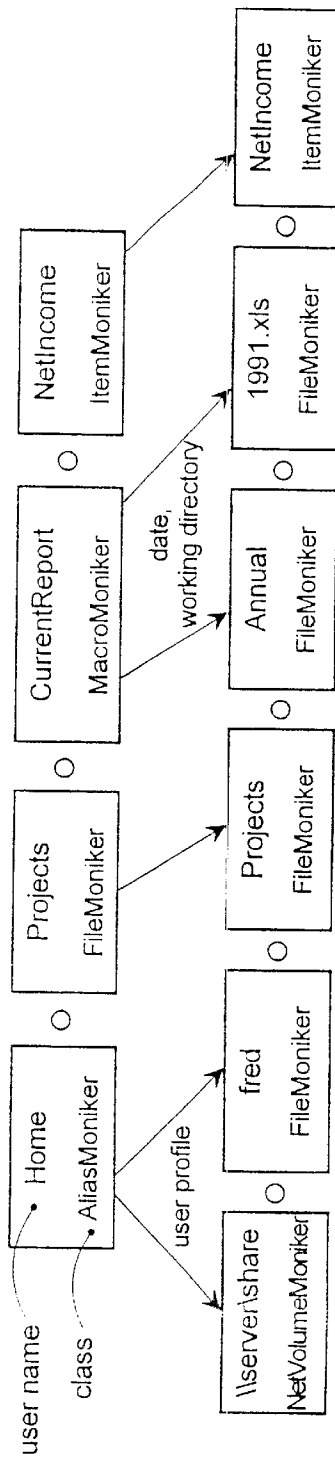 user name
class
Home
AliasMoniker
Projects
FileMoniker
CurrentReport
MacroMoniker
NetIncome
ItemMoniker
user profile
date,
working directory
\\server\share
NetVolumeMoniker
fred
FileMoniker
Projects
FileMoniker
Annual
FileMoniker
1991.xls
FileMoniker
NetIncome
ItemMoniker